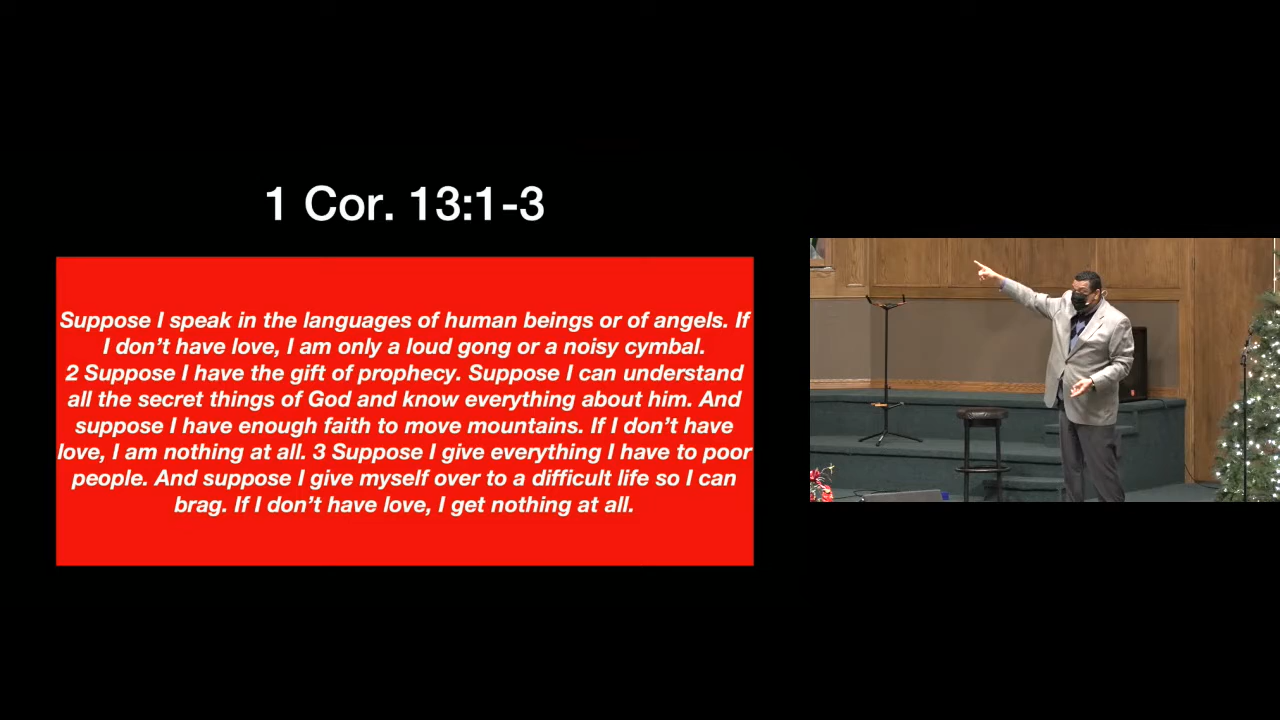 1 Cor. 13:1-3
Suppose I speak in the languages of human beings or of angels. If
I don’t have love, I am only a loud gong or a noisy cymbal.
2 Suppose I have the gift of prophecy. Suppose I can understand
all the secret things of God and know everything about him. And
suppose I have enough faith to move mountains. If I don’t have
love, I am nothing at all. 3 Suppose I give everything I have to poor
people. And suppose I give myself over to a difficult life so I can
brag. If I don’t have love, I get nothing at all.